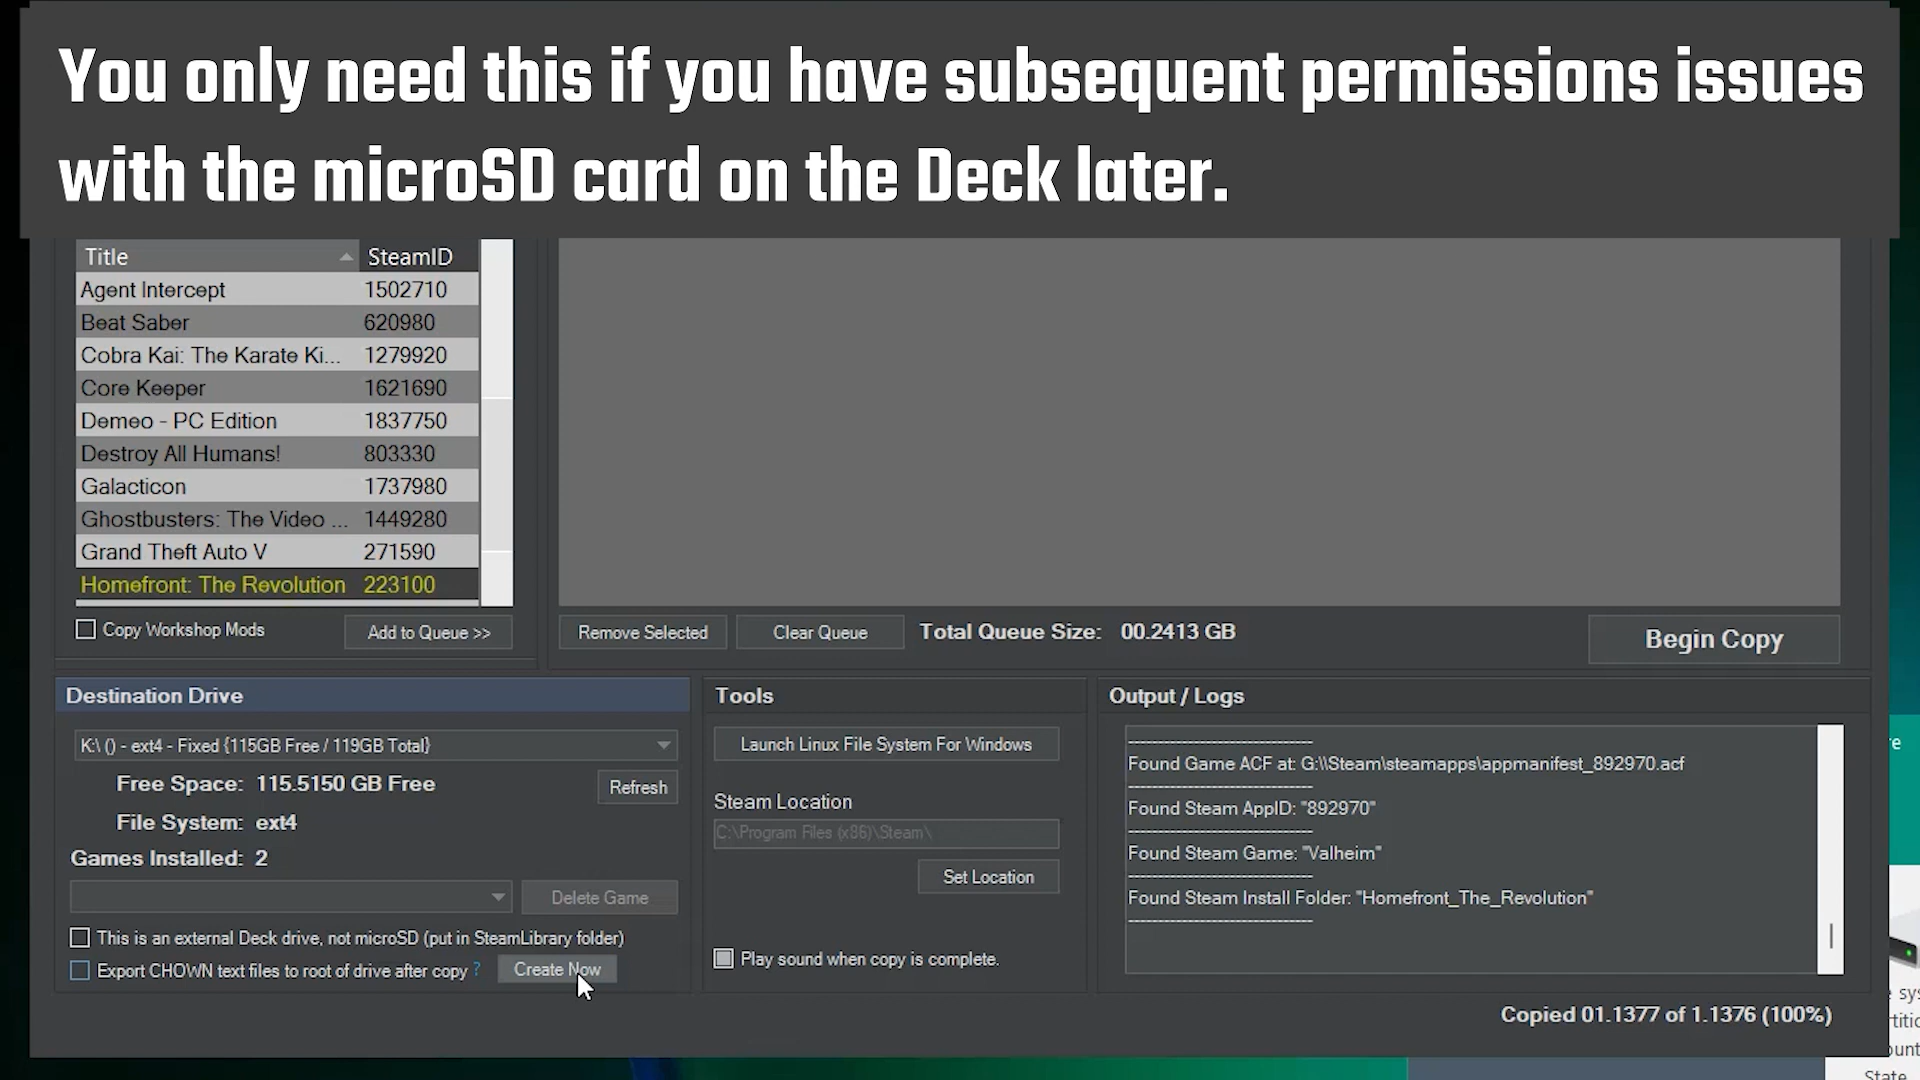 You only need this if you have subsequent permissions issues
with the microSD card on the Deck later.
Title SteamID
Agent Intercept 1502710
Beat Saber 620980
Cobra Kai: The Karate Ki... 1279920
Core Keeper 1621690
Demeo - PC Edition 1837750
Destroy All Humans! 803330
Galacticon 1737980
Ghostbusters: The Video ... 1449280
Grand Theft Auto V 271590
Homefront: The Revolution 223100
Copy Workshop Mods
Add to Queue >>
Remove Selected
Clear Queue
Total Queue Size: 00.2413 GB
Begin Copy
Destination Drive
K:\ () - ext4 - Fixed {115GB Free / 119GB Total}
Free Space: 115.5150 GB Free
Refresh
File System: ext4
Games Installed: 2
Delete Game
This is an external Deck drive, not microSD (put in SteamLibrary folder)
Export CHOWN text files to root of drive after copy ?
Create Now
Tools
Launch Linux File System For Windows
Steam Location
C:\Program Files (x86)\Steam\
Set Location
Play sound when copy is complete.
Output / Logs
--------------------------------
Found Game ACF at: G:\\Steam\steamapps\appmanifest_892970.acf
--------------------------------
Found Steam AppID: "892970"
--------------------------------
Found Steam Game: "Valheim"
--------------------------------
Found Steam Install Folder: "Homefront_The_Revolution"
--------------------------------
Copied 01.1377 of 1.1376 (100%)
State